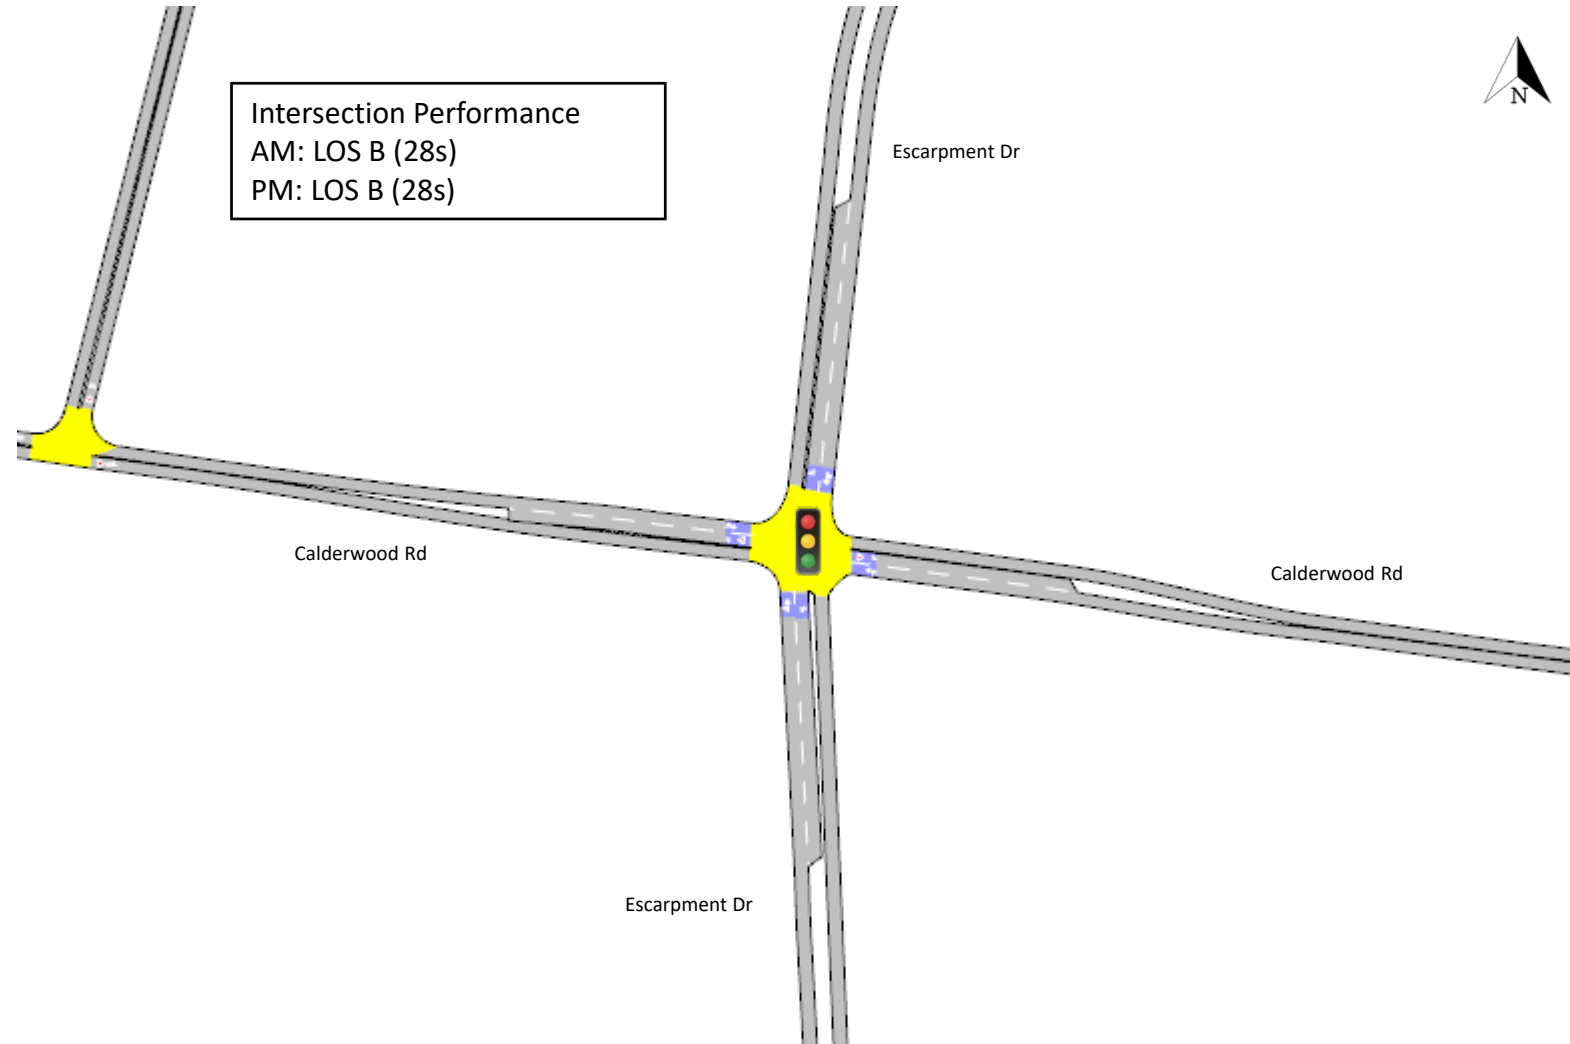 Intersection Performance
AM: LOS B (28s)
PM: LOS B (28s)
N
Escarpment Dr
Calderwood Rd
Calderwood Rd
Escarpment Dr